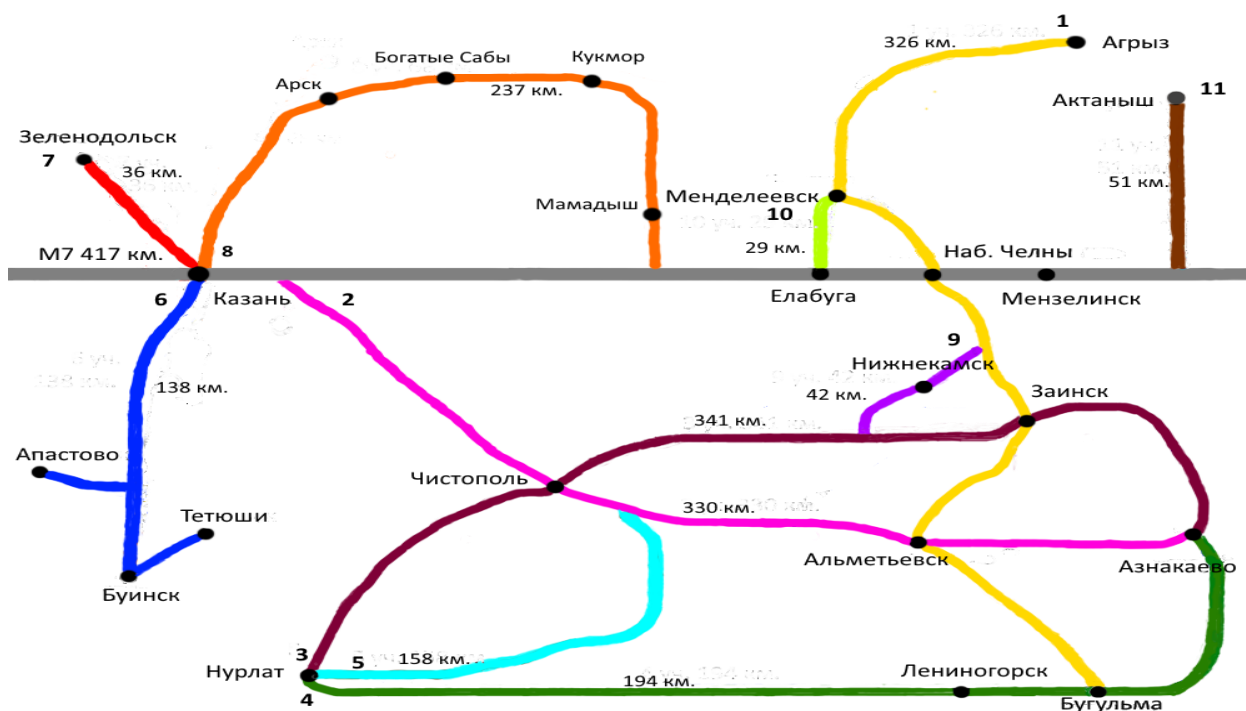 1
326 км.
Агрыз
Богатые Сабы
Кукмор
Арск
237 км.
Актаныш
11
Зеленодольск
7
36 км.
51 км.
Менделеевск
Мамадыш
10
М7 417 км.
8
29 км.
Наб. Челны
6
Казань
2
Елабуга
Мензелинск
9
Нижнекамск
138 км.
42 км.
Заинск
341 км.
Апастово
Чистополь
330 км.
Тетюши
Альметьевск
Азнакаево
Буинск
3
Нурлат
5
158 км.
4
194 км.
Лениногорск
Бугульма